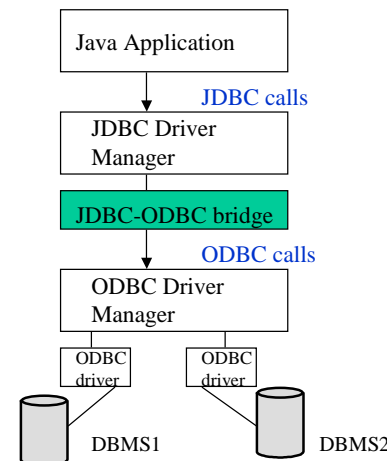 Java Application
JDBC calls
JDBC Driver
Manager
JDBC-ODBC bridge
ODBC calls
ODBC Driver
Manager
ODBC
driver
ODBC
driver
DBMS1
DBMS2